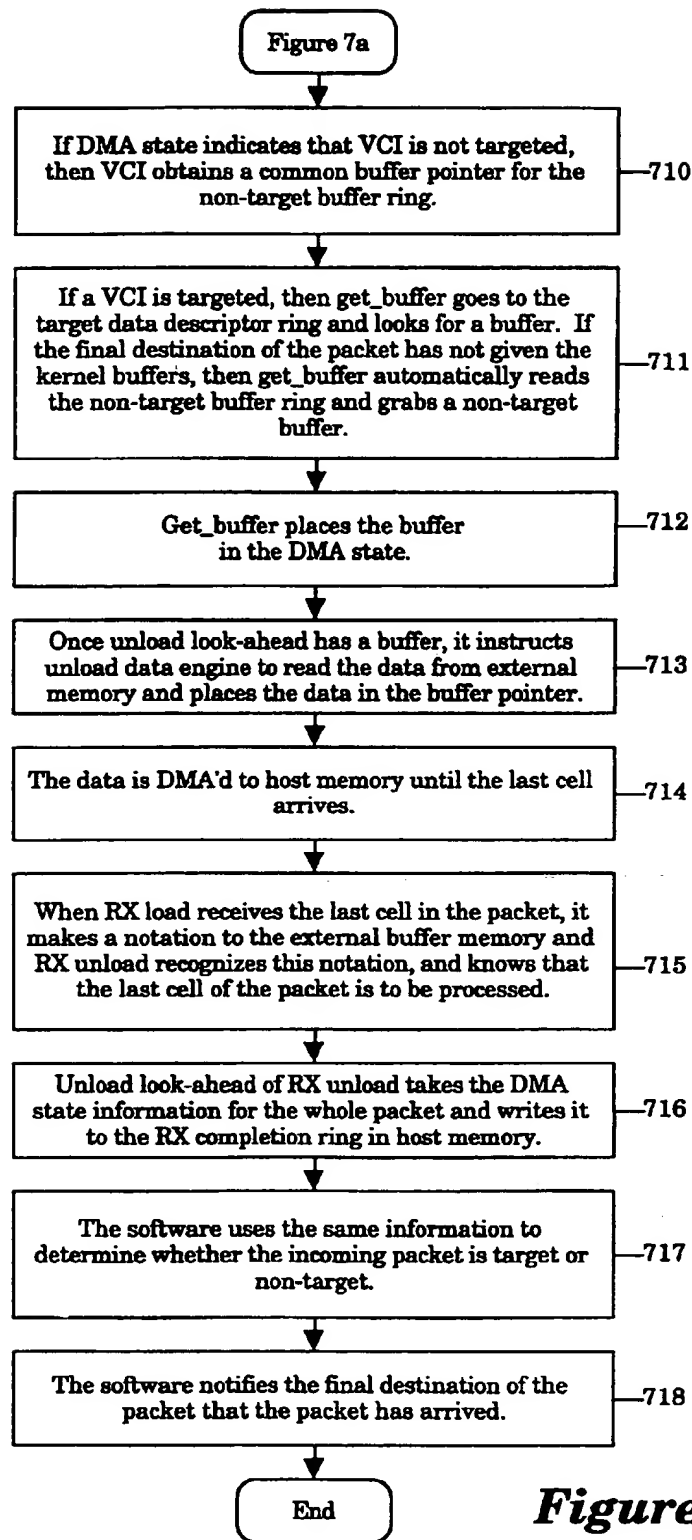 Figure 7a
If DMA state indicates that VCI is not targeted,
then VCI obtains a common buffer pointer for the
non-target buffer ring.
710
If a VCI is targeted, then get_buffer goes to the
target data descriptor ring and looks for a buffer. If
the final destination of the packet has not given the
kernel buffers, then get_buffer automatically reads
the non-target buffer ring and grabs a non-target
buffer.
711
Get_buffer places the buffer
in the DMA state.
712
Once unload look-ahead has a buffer, it instructs
unload data engine to read the data from external
memory and places the data in the buffer pointer.
713
The data is DMA'd to host memory until the last cell
arrives.
714
When RX load receives the last cell in the packet, it
makes a notation to the external buffer memory and
RX unload recognizes this notation, and knows that
the last cell of the packet is to be processed.
715
Unload look-ahead of RX unload takes the DMA
state information for the whole packet and writes it
to the RX completion ring in host memory.
716
The software uses the same information to
determine whether the incoming packet is target or
non-target.
717
The software notifies the final destination of the
packet that the packet has arrived.
718
End
Figure